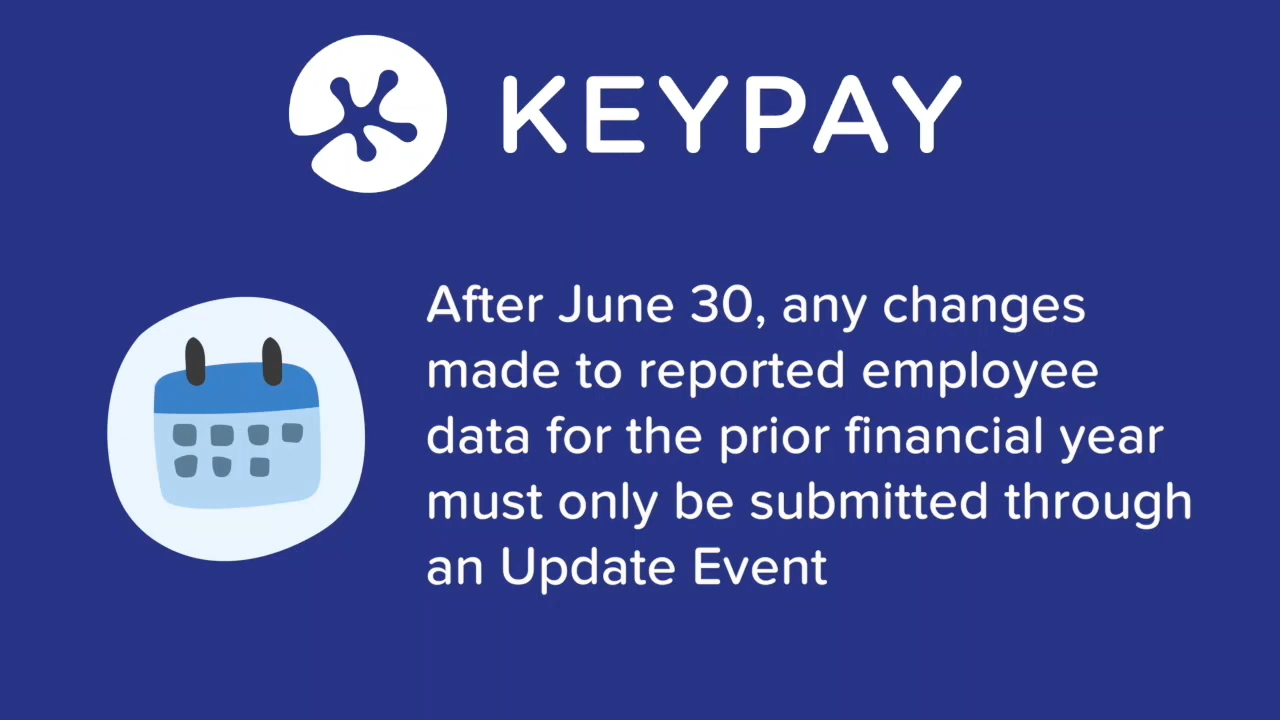 KEYPAY
After June 30, any changes
made to reported employee
data for the prior financial year
must only be submitted through
an Update Event